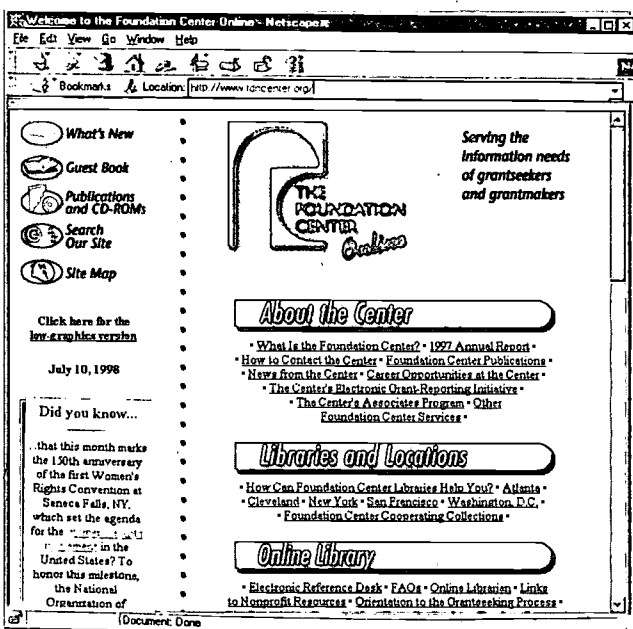 Welcome to the Foundation Center Online - Netscape
File Edit View Go Window Help
Bookmarks Location: http://www.fdncenter.org/
What's New
Guest Book
Publications
and CD-ROMs
Search
Our Site
Site Map
Click here for the
low-graphics version
July 10, 1998
Did you know...
...that this month marks
the 150th anniversary
of the first Women's
Rights Convention at
Seneca Falls, NY,
which set the agenda
for the
in the
United States? To
honor this milestone,
the National
Organization of
THE
FOUNDATION
CENTER
Online
Serving the
information needs
of grantseekers
and grantmakers
About the Center
• What Is the Foundation Center? • 1997 Annual Report •
• How to Contact the Center • Foundation Center Publications •
• News from the Center • Career Opportunities at the Center •
• The Center's Electronic Grant-Reporting Initiative •
• The Center's Associates Program • Other
Foundation Center Services •
Libraries and Locations
• How Can Foundation Center Libraries Help You? • Atlanta •
• Cleveland • New York • San Francisco • Washington, D.C. •
• Foundation Center Cooperating Collections •
Online Library
• Electronic Reference Desk • FAQs • Online Librarian • Links
to Nonprofit Resources • Orientation to the Grantseeking Process •
Document: Done